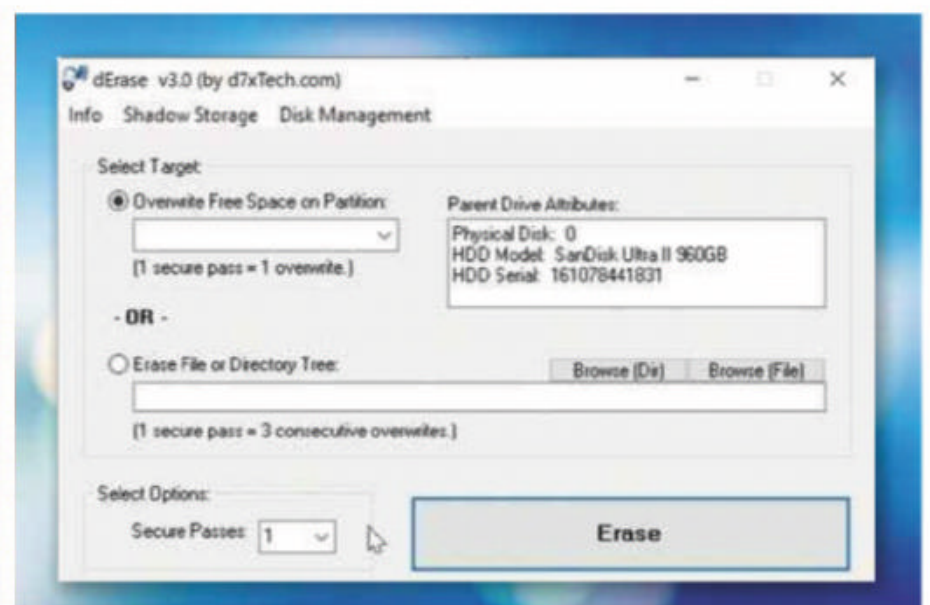 dErase v3.0 (by d7xTech.com)
Info Shadow Storage Disk Management
Select Target:
Overwrite Free Space on Partition:
(1 secure pass = 1 overwrite.)
Parent Drive Attributes:
Physical Disk: 0
HDD Model: SanDisk Ultra II 960GB
HDD Serial: 161078441831
- OR -
Erase File or Directory Tree:
Browse (Dir) Browse (File)
(1 secure pass = 3 consecutive overwrites.)
Select Options:
Secure Passes: 1
Erase